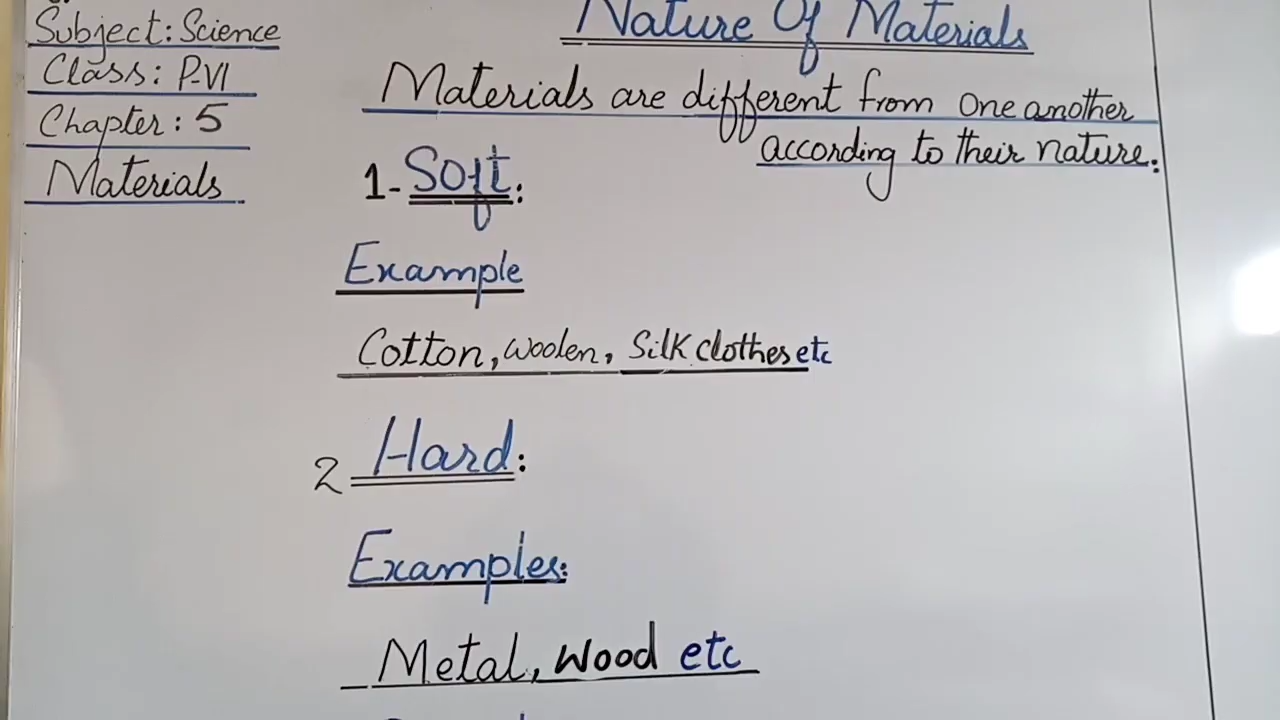 Subject: Science
Class: P-VI
Chapter: 5
Materials
Nature Of Materials
Materials are different from one another
according to their nature.
1- Soft:
Example
Cotton, Woolen, Silk clothes etc
2 Hard:
Examples:
Metal, Wood etc